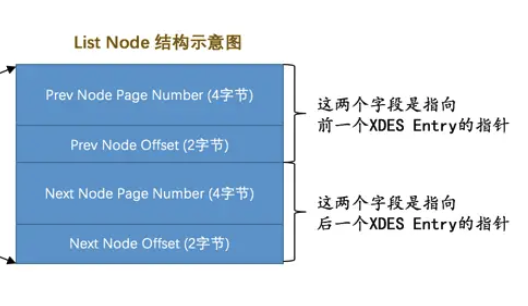 List Node 结构示意图
Prev Node Page Number (4字节)
Prev Node Offset (2字节)
这两个字段是指向
前一个XDES Entry的指针
Next Node Page Number (4字节)
Next Node Offset (2字节)
这两个字段是指向
后一个XDES Entry的指针